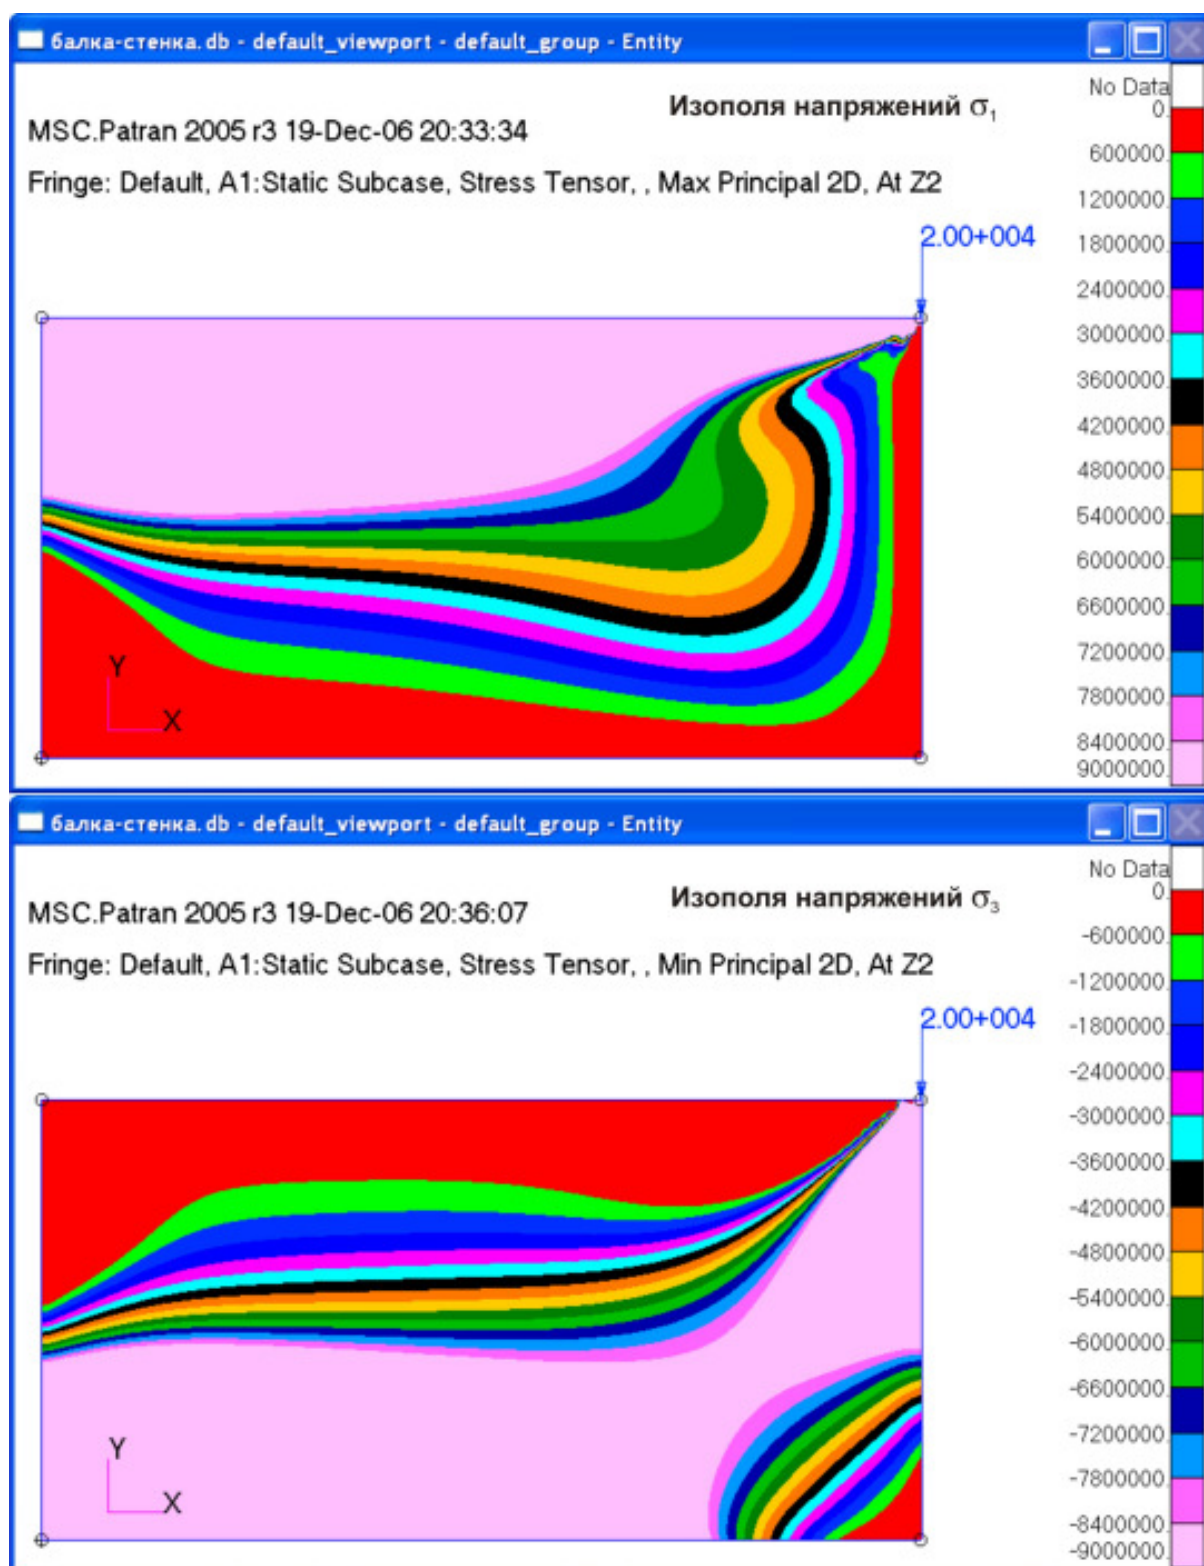 балка-стенка.db - default_viewport - default_group - Entity
Изополя напряжений σ₁
MSC.Patran 2005 r3 19-Dec-06 20:33:34
Fringe: Default, A1:Static Subcase, Stress Tensor, , Max Principal 2D, At Z2
2.00+004
Y
X
No Data
0.
600000.
1200000.
1800000.
2400000.
3000000.
3600000.
4200000.
4800000.
5400000.
6000000.
6600000.
7200000.
7800000.
8400000.
9000000.
балка-стенка.db - default_viewport - default_group - Entity
Изополя напряжений σ₃
MSC.Patran 2005 r3 19-Dec-06 20:36:07
Fringe: Default, A1:Static Subcase, Stress Tensor, , Min Principal 2D, At Z2
2.00+004
Y
X
No Data
0.
-600000.
-1200000.
-1800000.
-2400000.
-3000000.
-3600000.
-4200000.
-4800000.
-5400000.
-6000000.
-6600000.
-7200000.
-7800000.
-8400000.
-9000000.